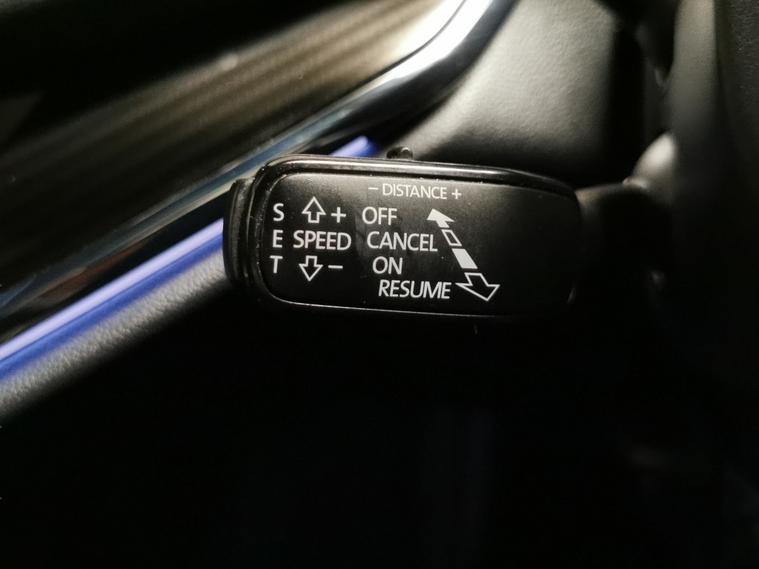 - DISTANCE +
S + OFF
E SPEED CANCEL
T - ON
RESUME